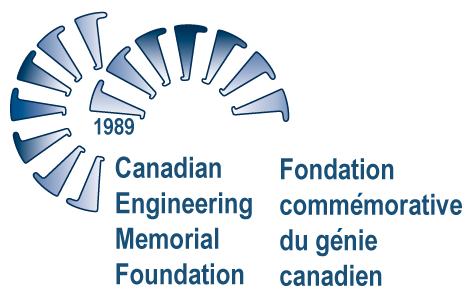 1989
Canadian
Engineering
Memorial
Foundation
Fondation
commémorative
du génie
canadien